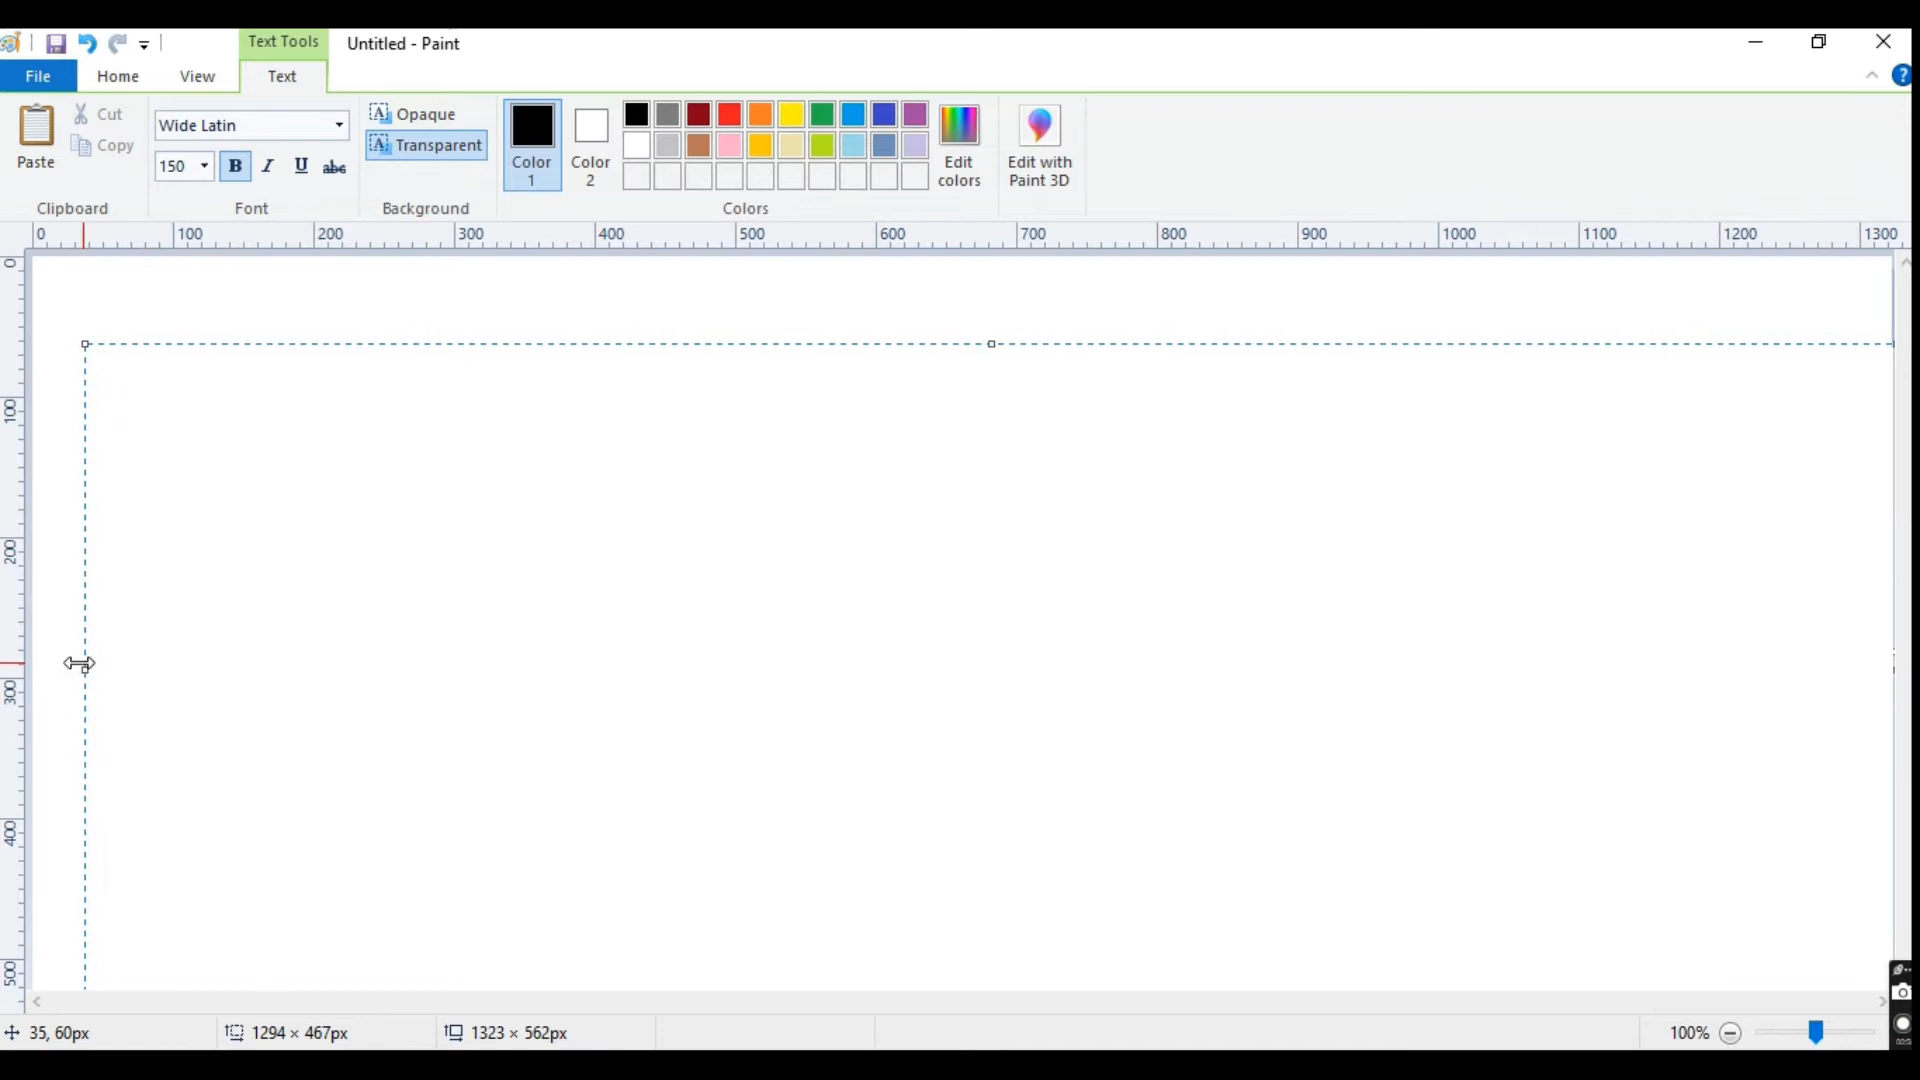 Text Tools
Untitled - Paint
File
Home
View
Text
Paste
Cut
Copy
Clipboard
Wide Latin
150
B
I
U
abc
Font
Opaque
Transparent
Background
Color
1
Color
2
Edit
colors
Colors
Edit with
Paint 3D
0
100
200
300
400
500
600
700
800
900
1000
1100
1200
1300
0
100
200
300
400
500
35, 60px
1294 × 467px
1323 × 562px
100%